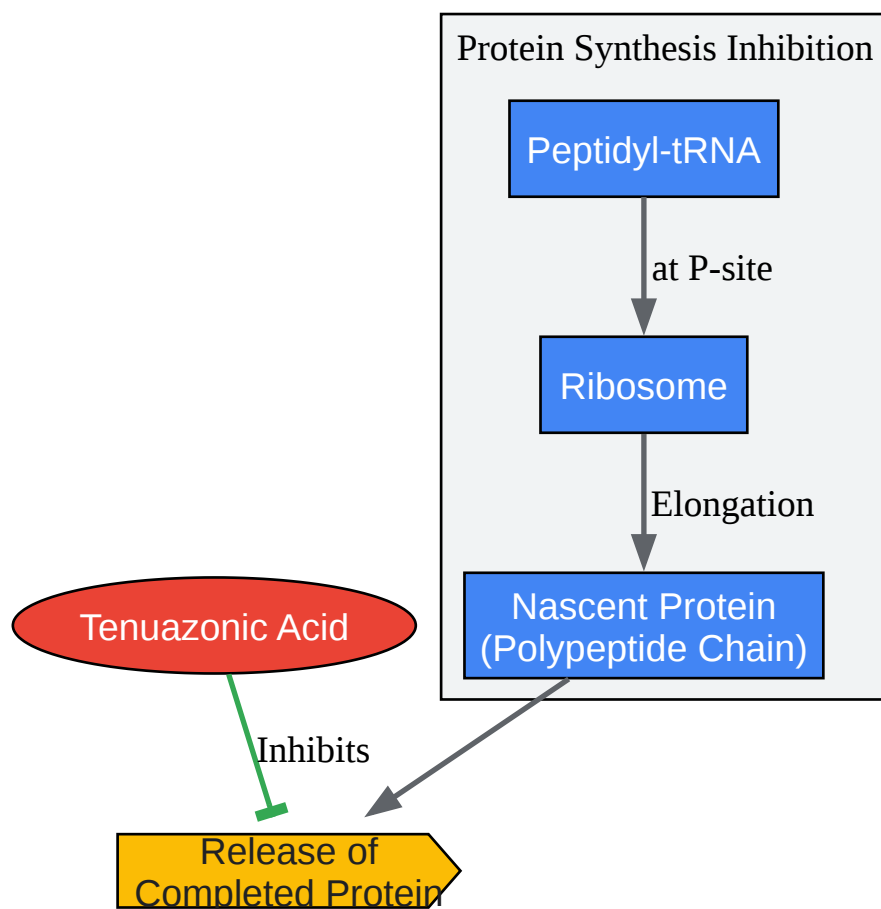 Protein Synthesis Inhibition
Peptidyl-tRNA
at P-site
Ribosome
Elongation
Nascent Protein
(Polypeptide Chain)
Tenuazonic Acid
Inhibits
Release of
Completed Protein